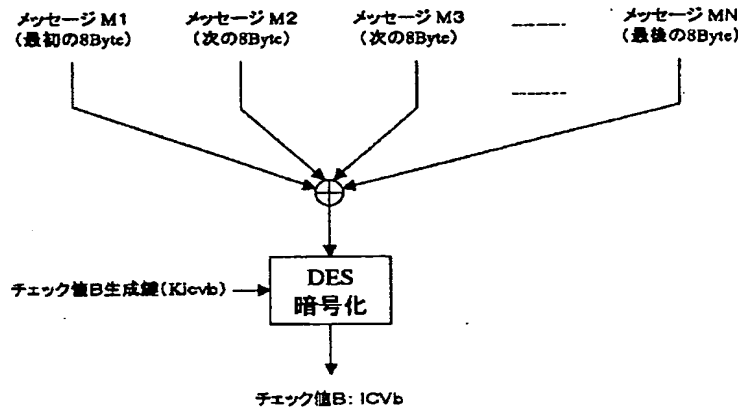 メッセージ M1
(最初の8Byte)
メッセージ M2
(次の8Byte)
メッセージ M3
(次の8Byte)
メッセージ MN
(最後の8Byte)
チェック値B生成鍵(Kicvb)
DES
暗号化
チェック値B: ICVb